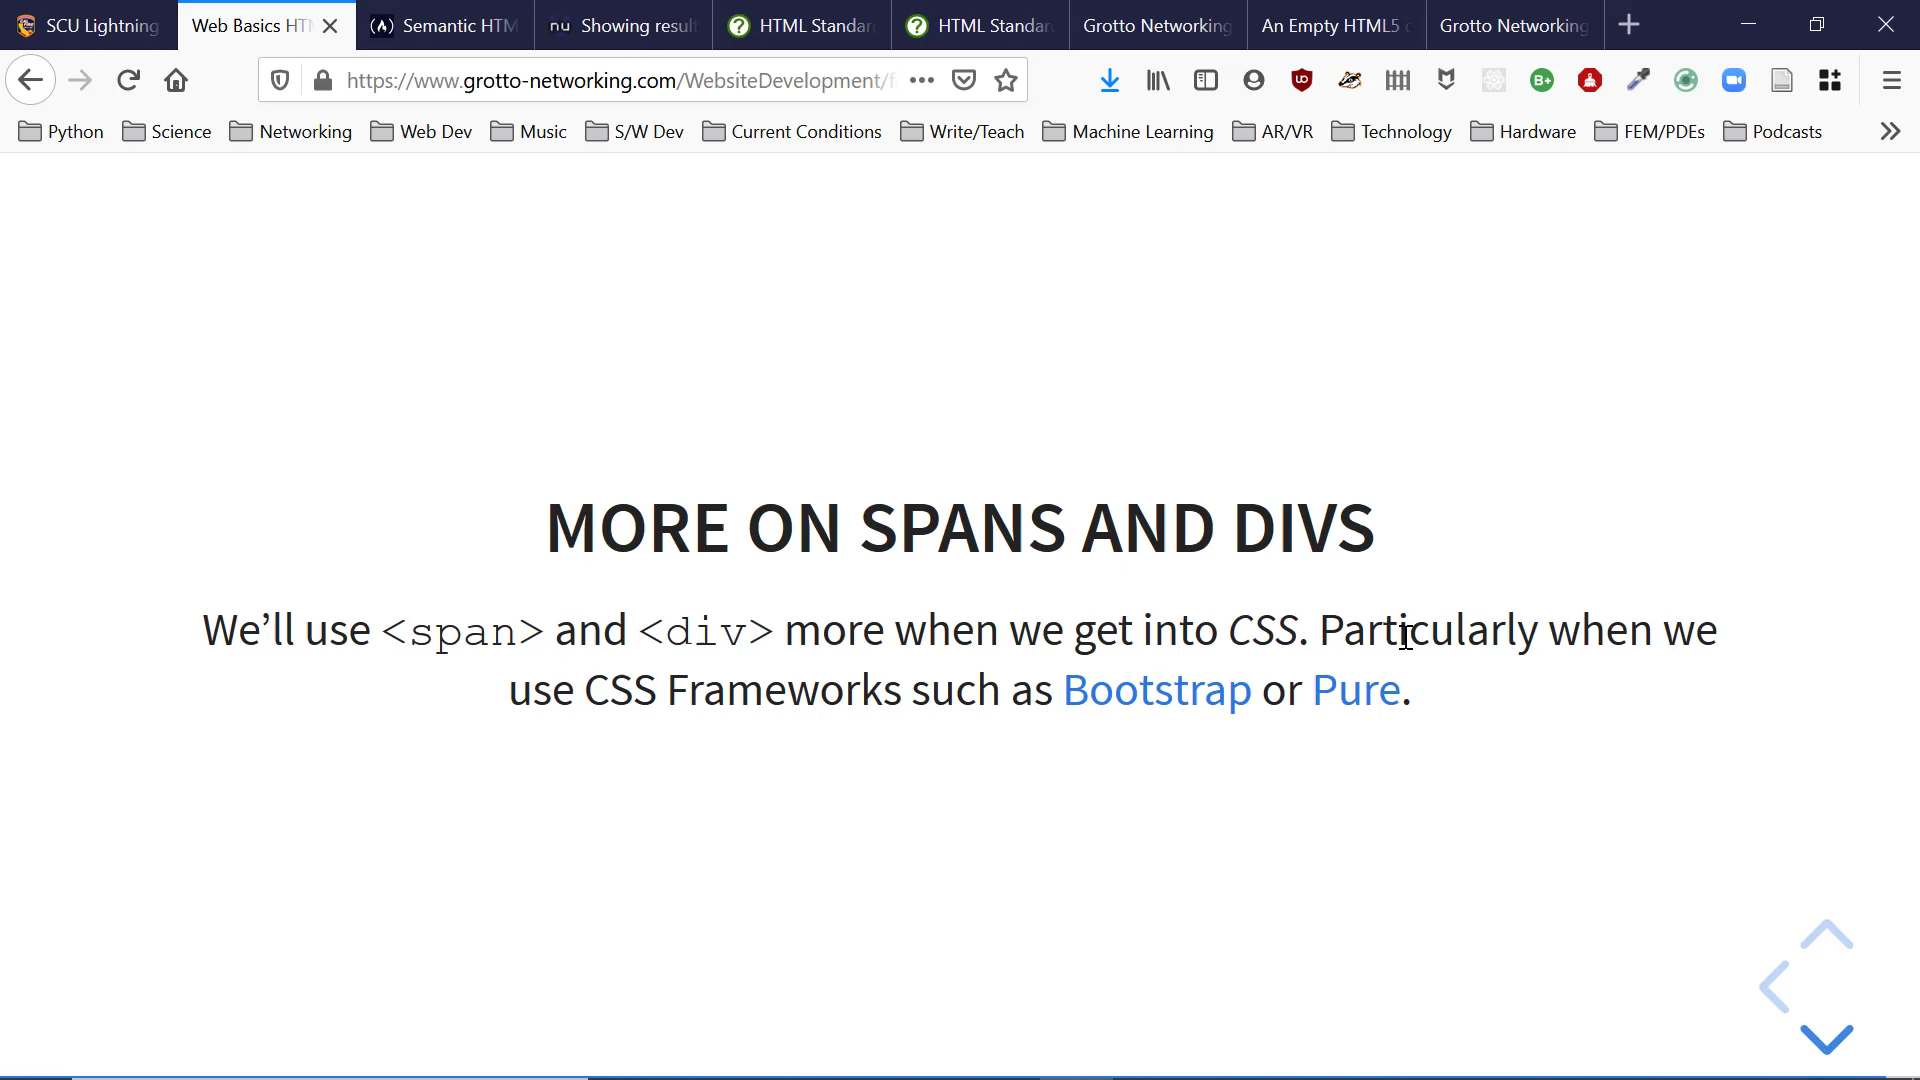 SCU Lightning
Web Basics HT
Semantic HTM
nu Showing resul
HTML Standar
HTML Standar
Grotto Networking
An Empty HTML5
Grotto Networking
https://www.grotto-networking.com/WebsiteDevelopment/f
B+
Python
Science
Networking
Web Dev
Music
S/W Dev
Current Conditions
Write/Teach
Machine Learning
AR/VR
Technology
Hardware
FEM/PDEs
Podcasts
MORE ON SPANS AND DIVS
We’ll use <span> and <div> more when we get into CSS. Particularly when we
use CSS Frameworks such as Bootstrap or Pure.